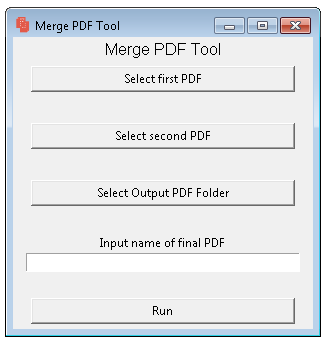 Merge PDF Tool
Merge PDF Tool
Select first PDF
Select second PDF
Select Output PDF Folder
Input name of final PDF
Run